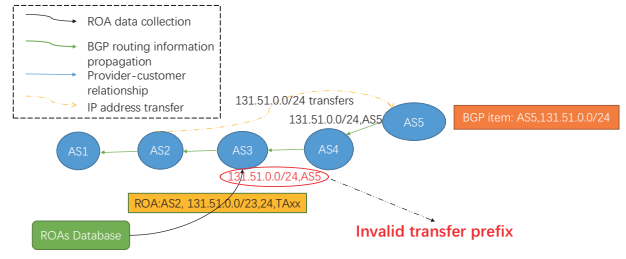 ROA data collection
BGP routing information
propagation
Provider-customer
relationship
IP address transfer
131.51.0.0/24 transfers
131.51.0.0/24,AS5
AS5
BGP item: AS5,131.51.0.0/24
AS1
AS2
AS3
AS4
131.51.0.0/24,AS5
ROA:AS2, 131.51.0.0/23,24,TAxx
ROAs Database
Invalid transfer prefix